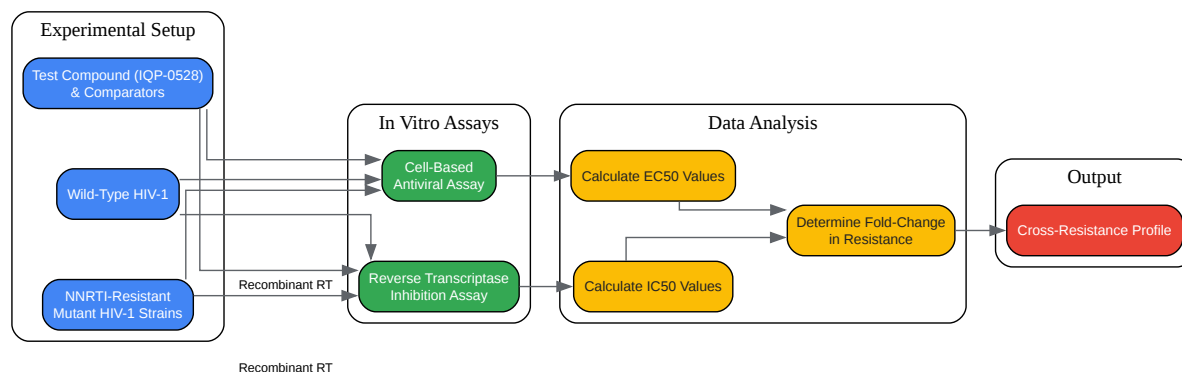 Experimental Setup
Test Compound (IQP-0528)
& Comparators
Wild-Type HIV-1
NNRTI-Resistant
Mutant HIV-1 Strains
Recombinant RT
Recombinant RT
In Vitro Assays
Cell-Based
Antiviral Assay
Reverse Transcriptase
Inhibition Assay
Data Analysis
Calculate EC50 Values
Calculate IC50 Values
Determine Fold-Change
in Resistance
Output
Cross-Resistance Profile